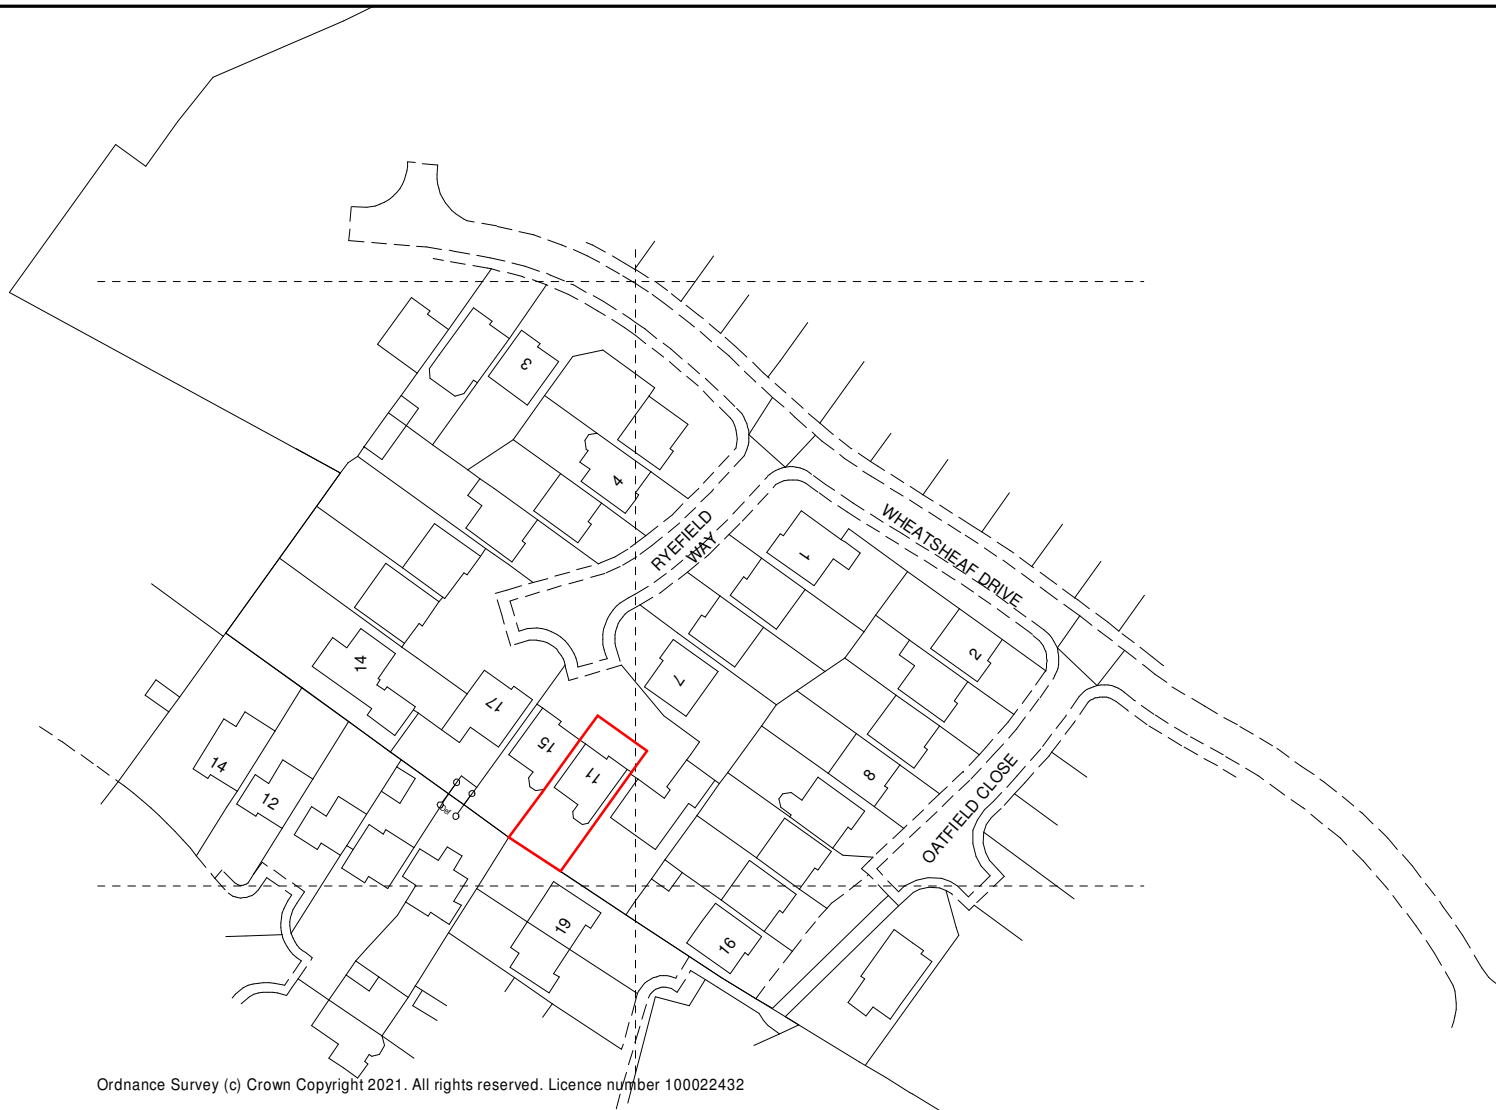 3
4
RYEFIELD
WAY
WHEATSHEAF DRIVE
1
2
7
14
17
15
11
8
OATFIELD CLOSE
14
12
19
16
Ordnance Survey (c) Crown Copyright 2021. All rights reserved. Licence number 100022432